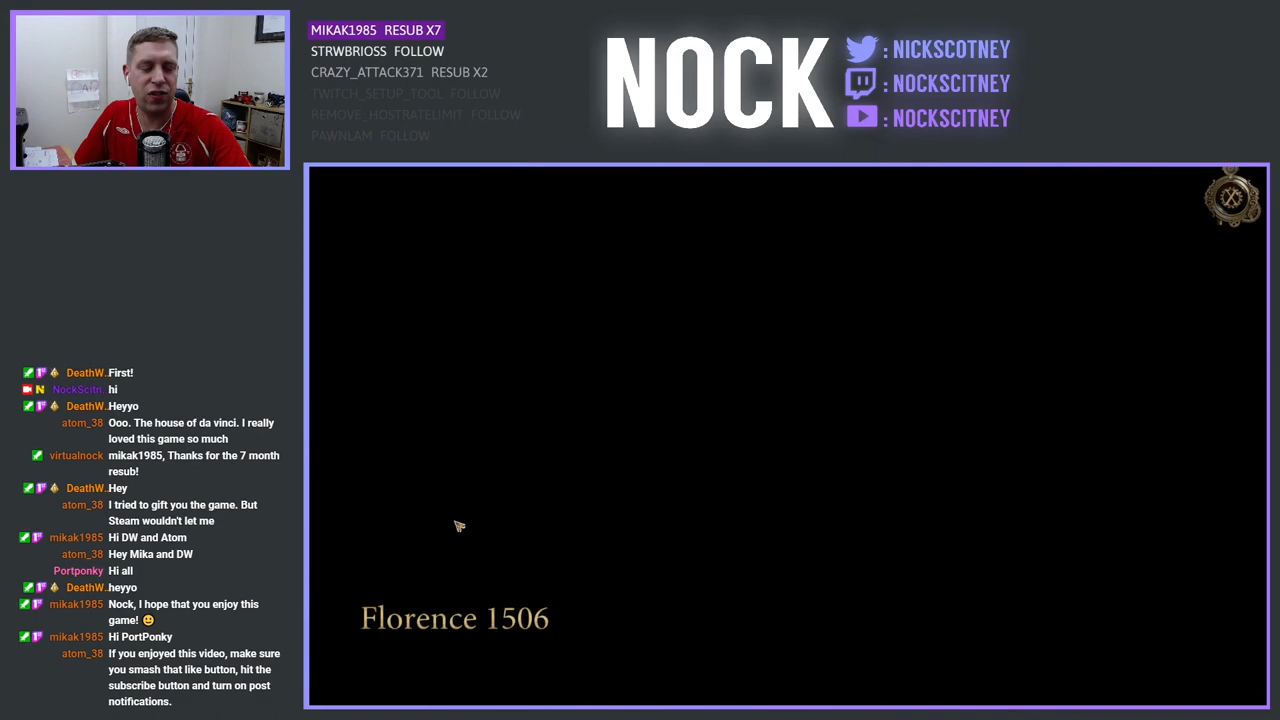 MIKAK1985 RESUB X7
STRWBRIOSS FOLLOW
CRAZY_ATTACK371 RESUB X2
TWITCH_SETUP_TOOL FOLLOW
REMOVE_HOSTRATELIMIT FOLLOW
PAWNLAM FOLLOW
NOCK
: NICKSCOTNEY
: NOCKSCITNEY
: NOCKSCITNEY
DeathW.. First!
NockScitn: hi
DeathW.. Heyyo
atom_38 Ooo. The house of da vinci. I really
loved this game so much
virtualnock mikak1985, Thanks for the 7 month
resub!
DeathW.. Hey
atom_38 I tried to gift you the game. But
Steam wouldn't let me
mikak1985 Hi DW and Atom
atom_38 Hey Mika and DW
Portponky Hi all
DeathW.. heyyo
mikak1985 Nock, I hope that you enjoy this
game!
mikak1985 Hi PortPonky
atom_38 If you enjoyed this video, make sure
you smash that like button, hit the
subscribe button and turn on post
notifications.
Florence 1506